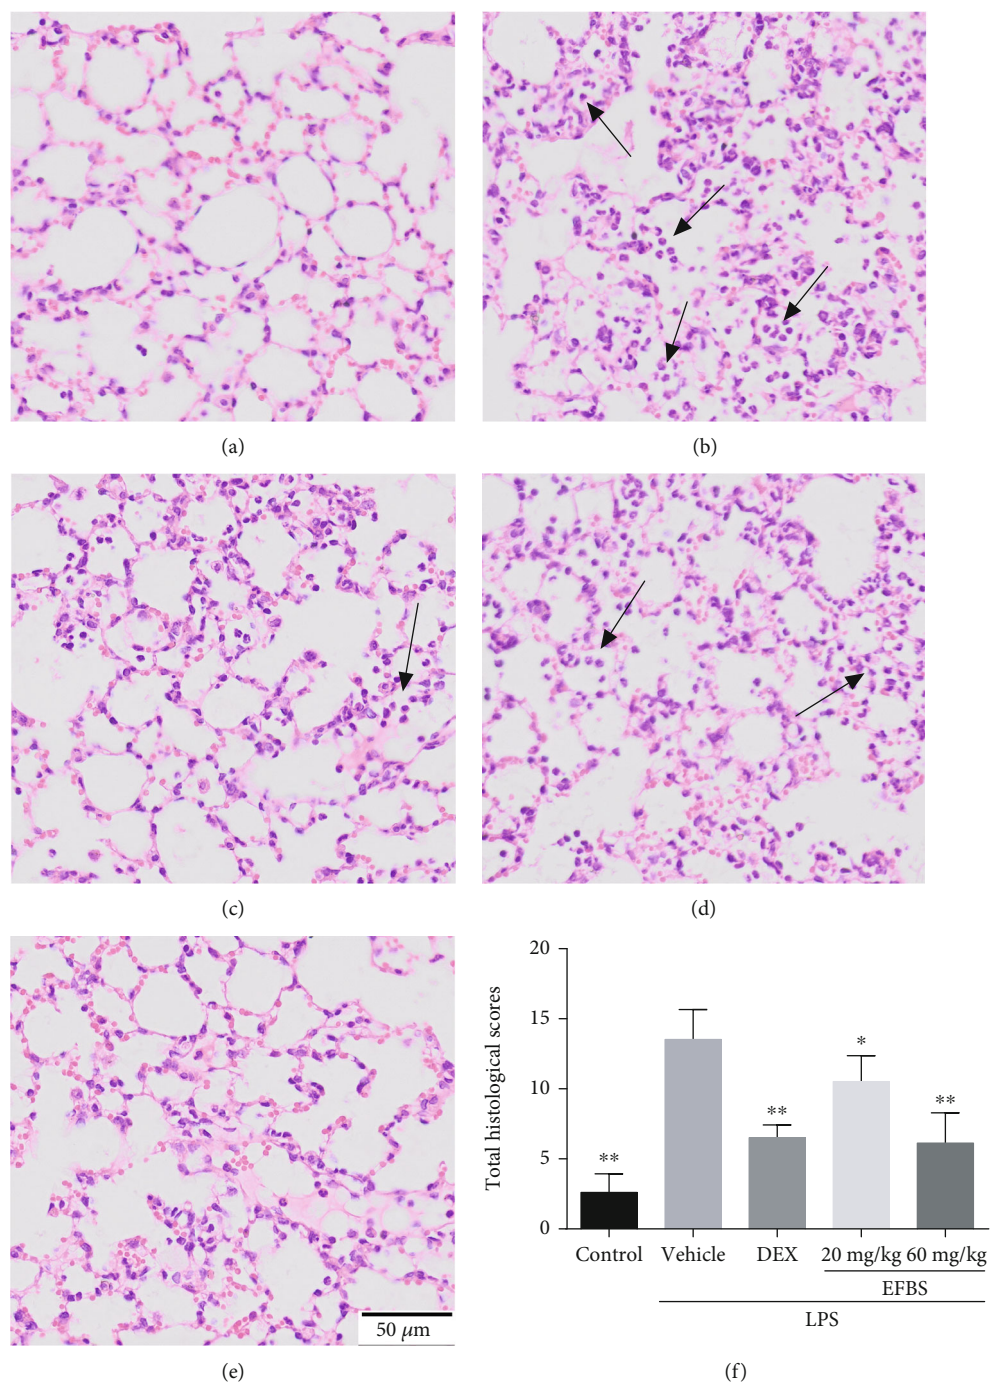 (a)
(b)
(c)
(d)
50 μm
(e)
Total histological scores
20
15
10
5
0
**
**
*
**
Control
Vehicle
DEX
20 mg/kg
60 mg/kg
EFBS
LPS
(f)